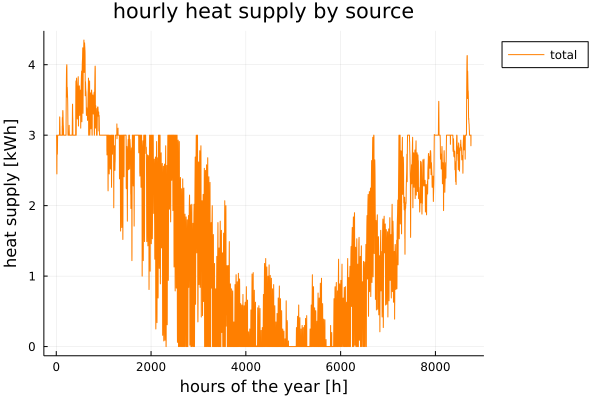 hourly heat supply by source
total
heat supply [kWh]
4
3
2
1
0
0 2000 4000 6000 8000
hours of the year [h]